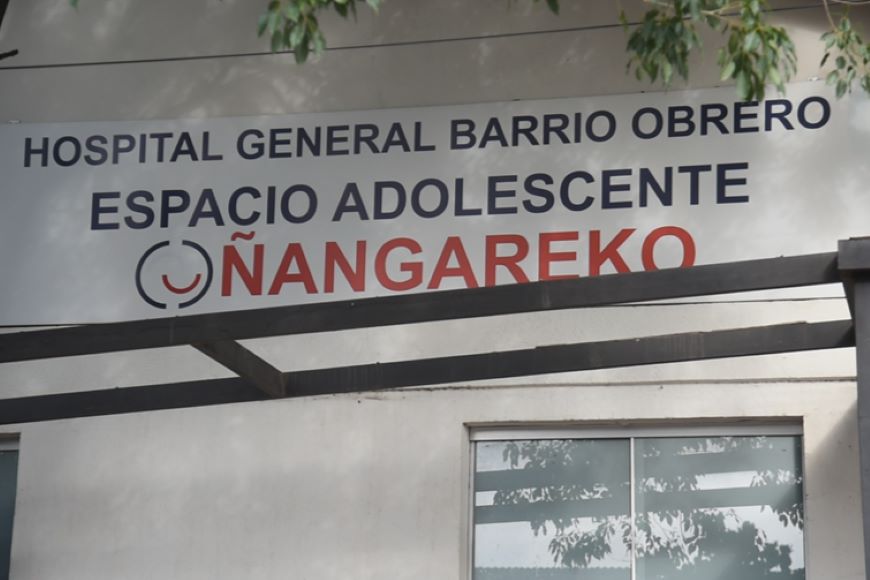 HOSPITAL GENERAL BARRIO OBRERO
ESPACIO ADOLESCENTE
ÑANGAREKO